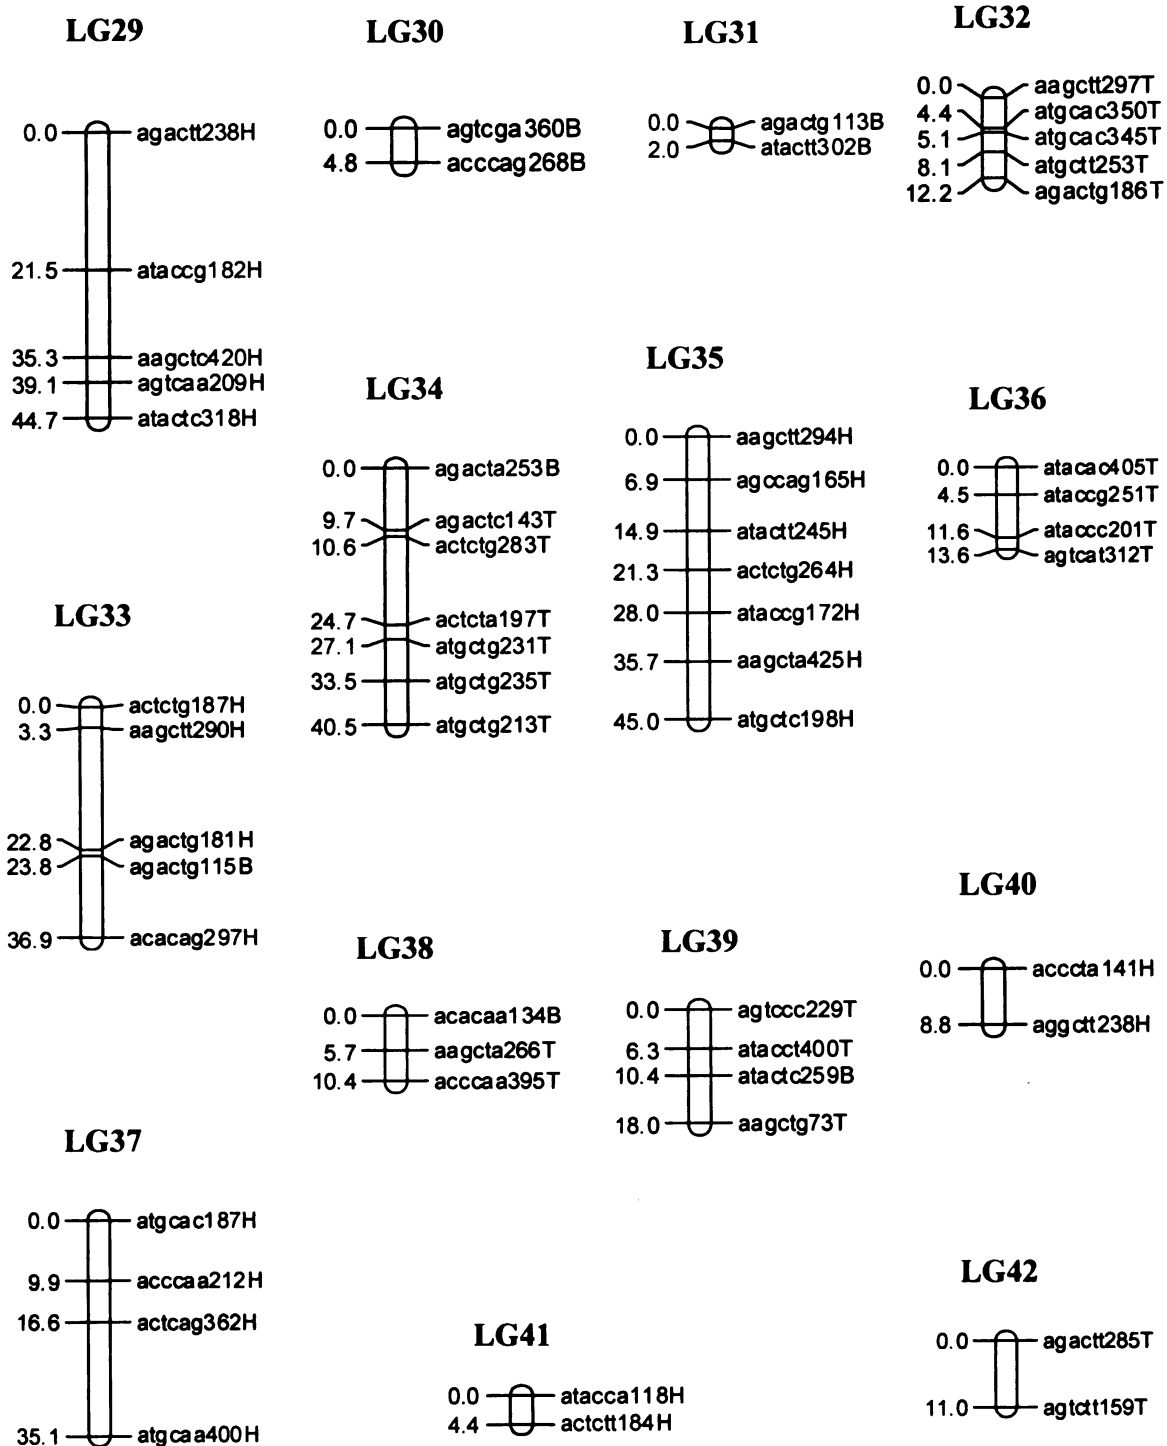 LG29
0.0 agactt238H
21.5 ataccg182H
35.3 aagctc420H
39.1 agtcaa209H
44.7 atactc318H
LG30
0.0 agtcga360B
4.8 acccag268B
LG31
0.0 agactg113B
2.0 atactt302B
LG32
0.0 aagctt297T
4.4 atgcac350T
5.1 atgcac345T
8.1 atgctt253T
12.2 agactg186T
LG33
0.0 actctg187H
3.3 aagctt290H
22.8 agactg181H
23.8 agactg115B
36.9 acacag297H
LG34
0.0 agacta253B
9.7 agactc143T
10.6 actctg283T
24.7 actcta197T
27.1 atgctg231T
33.5 atgctg235T
40.5 atgctg213T
LG35
0.0 aagctt294H
6.9 agccag165H
14.9 atactt245H
21.3 actctg264H
28.0 ataccg172H
35.7 aagcta425H
45.0 atgctc198H
LG36
0.0 atacac405T
4.5 ataccg251T
11.6 ataccc201T
13.6 agtcat312T
LG37
0.0 atgcac187H
9.9 acccaa212H
16.6 actcag362H
35.1 atgcaa400H
LG38
0.0 acacaa134B
5.7 aagcta266T
10.4 acccaa395T
LG39
0.0 agtccc229T
6.3 atacct400T
10.4 atactc259B
18.0 aagctg73T
LG40
0.0 acccta141H
8.8 aggctt238H
LG41
0.0 atacca118H
4.4 actctt184H
LG42
0.0 agactt285T
11.0 agtctt159T